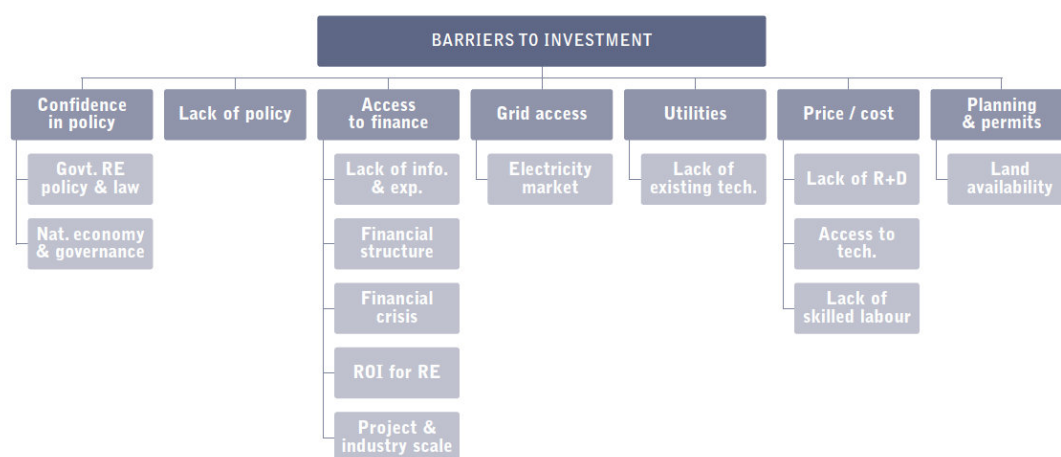 BARRIERS TO INVESTMENT
Confidence
in policy
Govt. RE
policy & law
Nat. economy
& governance
Lack of policy
Access
to finance
Lack of info.
& exp.
Financial
structure
Financial
crisis
ROI for RE
Project &
industry scale
Grid access
Electricity
market
Utilities
Lack of
existing tech.
Price / cost
Lack of R+D
Access to
tech.
Lack of
skilled labour
Planning
& permits
Land
availability